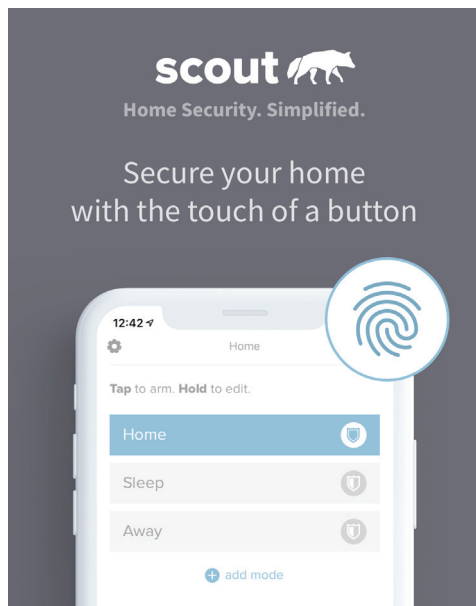 scout
Home Security. Simplified.
Secure your home
with the touch of a button
12:42
Home
Tap to arm. Hold to edit.
Home
Sleep
Away
add mode